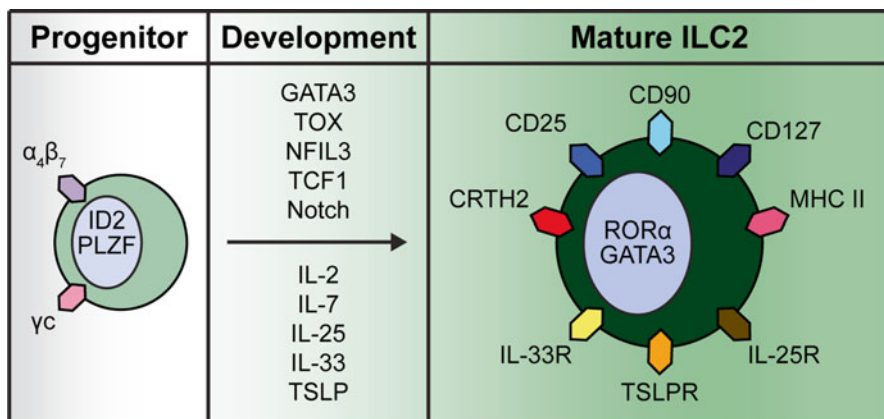 Progenitor
Development
Mature ILC2
α₄β₇
ID2
PLZF
γc
GATA3
TOX
NFIL3
TCF1
Notch
IL-2
IL-7
IL-25
IL-33
TSLP
CD90
CD25
CD127
CRTH2
MHC II
RORα
GATA3
IL-33R
IL-25R
TSLPR